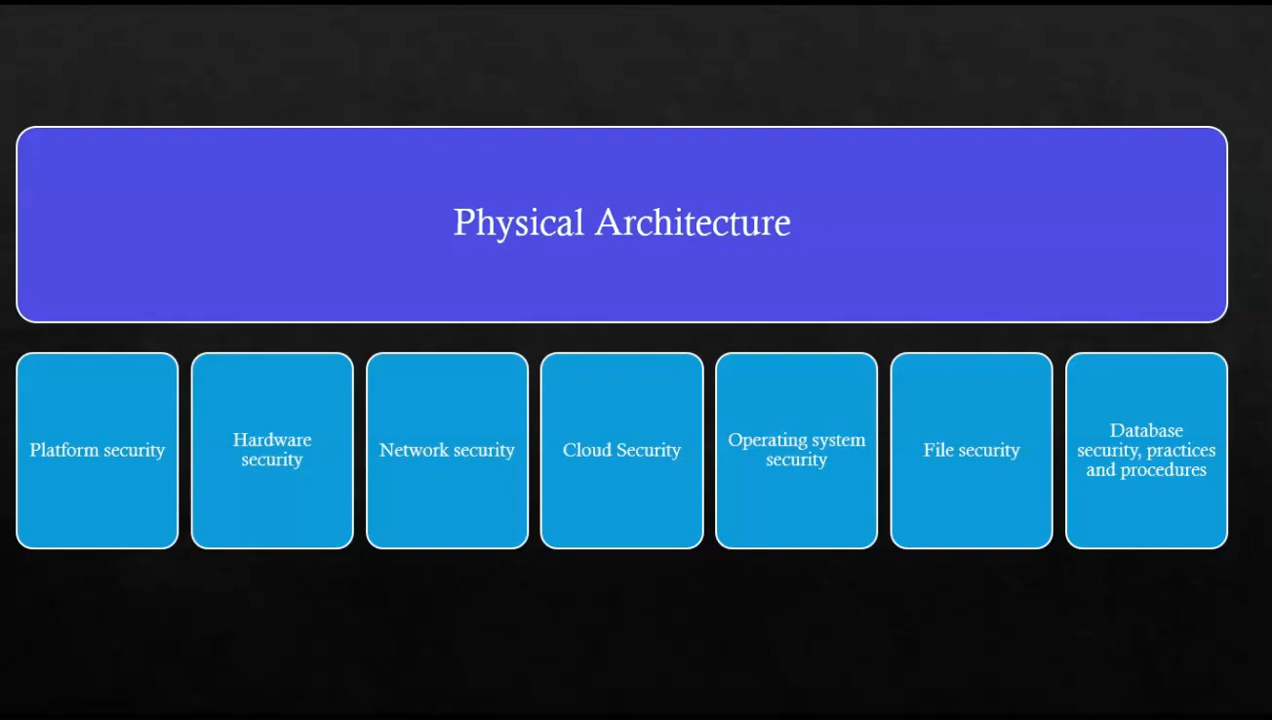 Physical Architecture
Platform security
Hardware
security
Network security
Cloud Security
Operating system
security
File security
Database
security, practices
and procedures